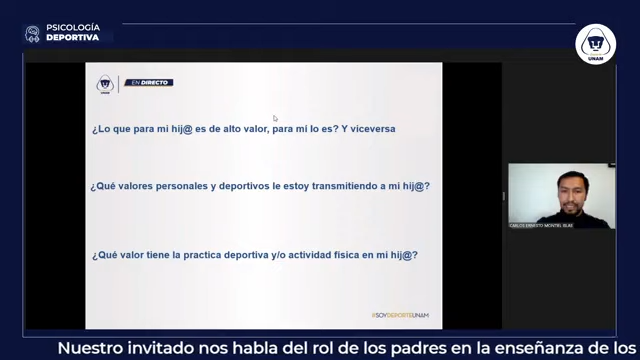 PSICOLOGÍA
DEPORTIVA
UNAM
EN DIRECTO
¿Lo que para mi hij@ es de alto valor, para mi lo es? Y viceversa
¿Qué valores personales y deportivos le estoy transmitiendo a mi hij@?
¿Qué valor tiene la practica deportiva y/o actividad física en mi hij@?
#SOYDEPORTEUNAM
CARLOS ERNESTO MONTIEL BLAS
Nuestro invitado nos habla del rol de los padres en la enseñanza de los